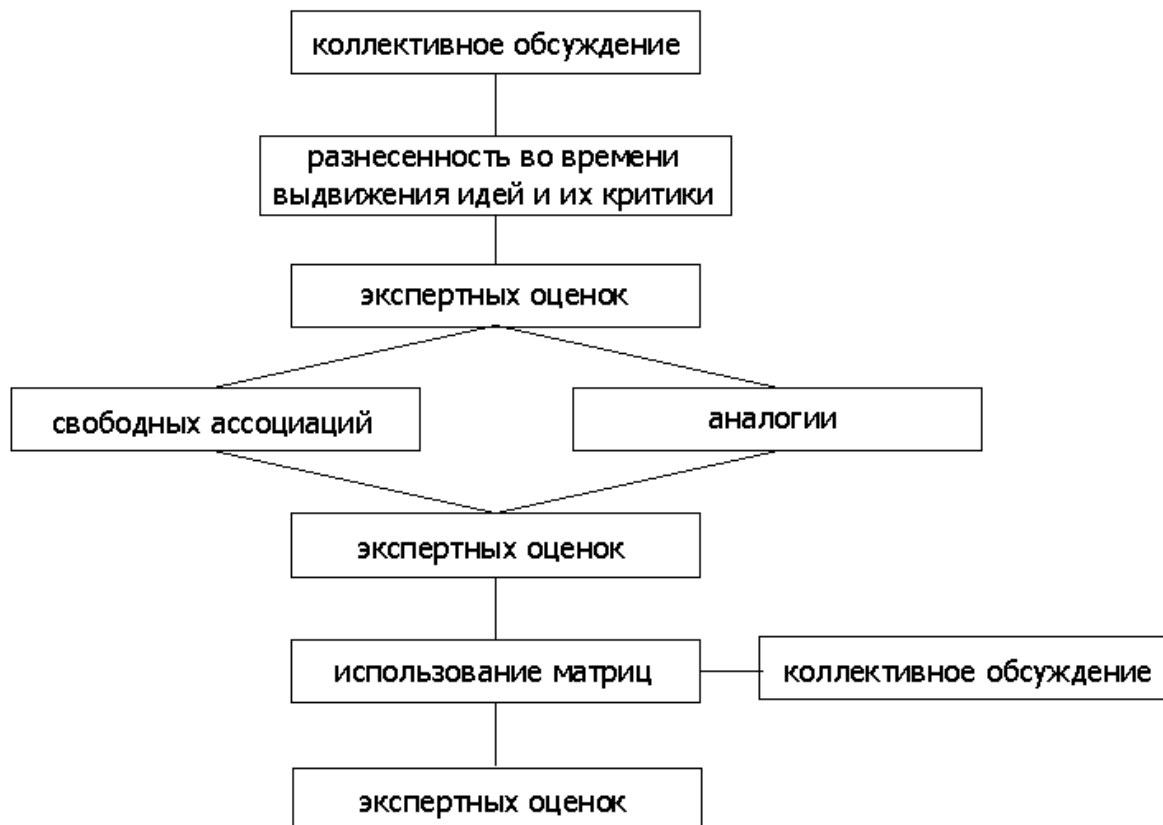 коллективное обсуждение
разнесенность во времени
выдвижения идей и их критики
экспертных оценок
свободных ассоциаций
аналогии
экспертных оценок
использование матриц
коллективное обсуждение
экспертных оценок